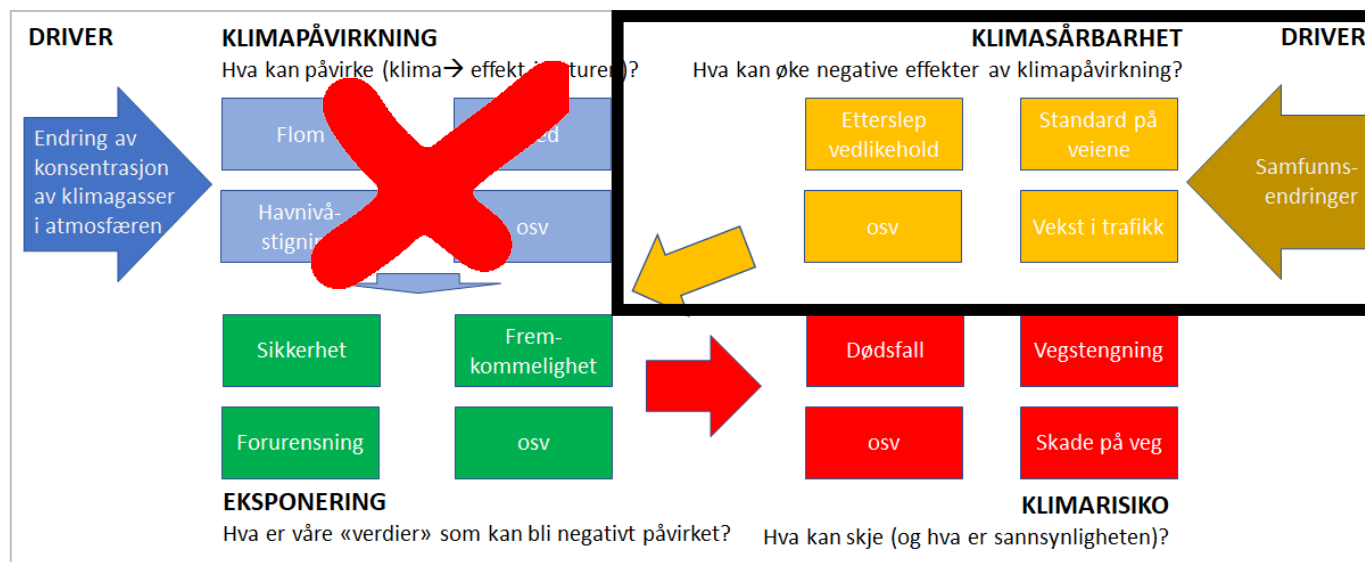 DRIVER
KLIMAPÅVIRKNING
Hva kan påvirke (klima→ effekt i turen)?
Endring av
konsentrasjon
av klimagasser
i atmosfæren
Flom
Havnivå-
osv
KLIMASÅRBARHET
Hva kan øke negative effekter av klimapåvirkning?
Etterslep
vedlikehold
Standard på
veiene
osv
Vekst i trafikk
DRIVER
Samfunns-
endringer
Sikkerhet
Frem-
kommelighet
Forurensning
osv
EKSPONERING
Hva er våre «verdier» som kan bli negativt påvirket?
Dødsfall
Vegstengning
osv
Skade på veg
KLIMARISIKO
Hva kan skje (og hva er sannsynligheten)?